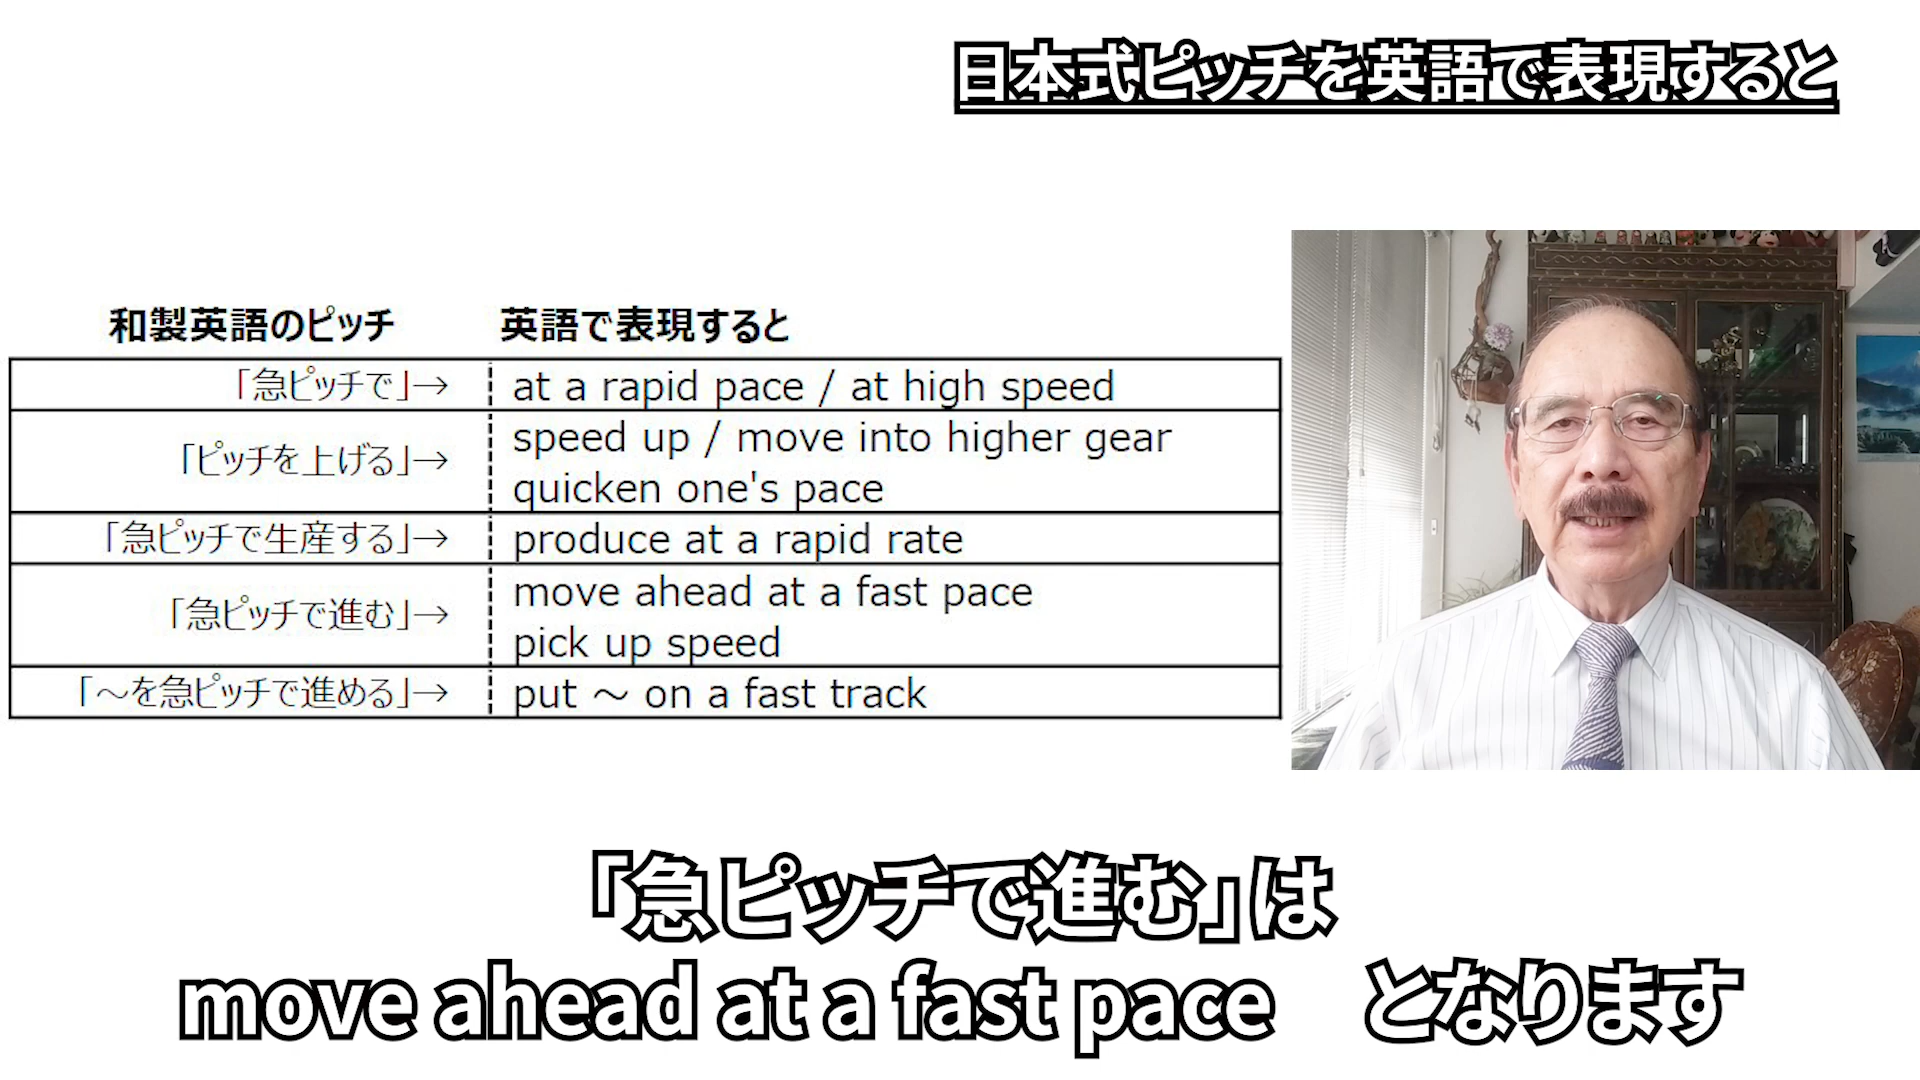 日本式ピッチを英語で表現すると
和製英語のピッチ 英語で表現すると
「急ピッチで」→ at a rapid pace / at high speed
「ピッチを上げる」→ speed up / move into higher gear
quicken one's pace
「急ピッチで生産する」→ produce at a rapid rate
「急ピッチで進む」→ move ahead at a fast pace
pick up speed
「～を急ピッチで進める」→ put ～ on a fast track
「急ピッチで進む」は
move ahead at a fast pace　となります